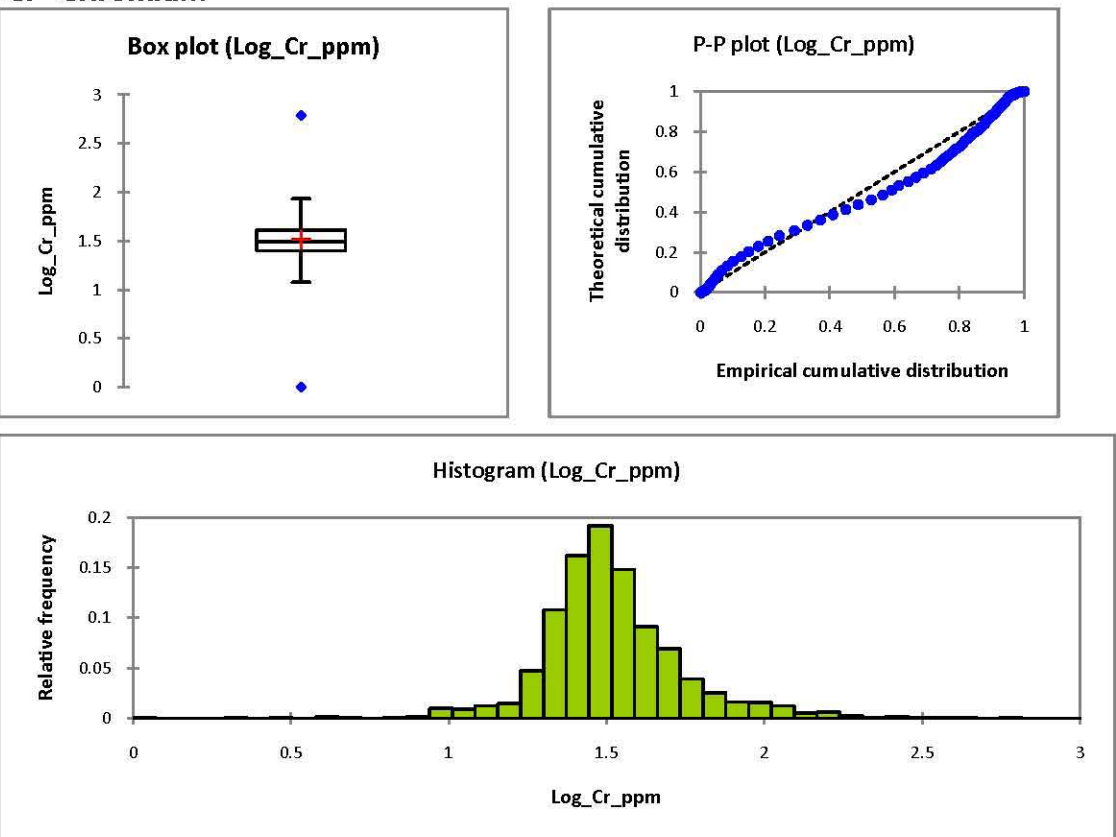 Box plot (Log_Cr_ppm)
3
2.5
2
1.5
1
0.5
0
Log_Cr_ppm
P-P plot (Log_Cr_ppm)
1
0.8
0.6
0.4
0.2
0
Theoretical cumulative
distribution
0 0.2 0.4 0.6 0.8 1
Empirical cumulative distribution
Histogram (Log_Cr_ppm)
0.2
0.15
0.1
0.05
0
Relative frequency
0 0.5 1 1.5 2 2.5 3
Log_Cr_ppm